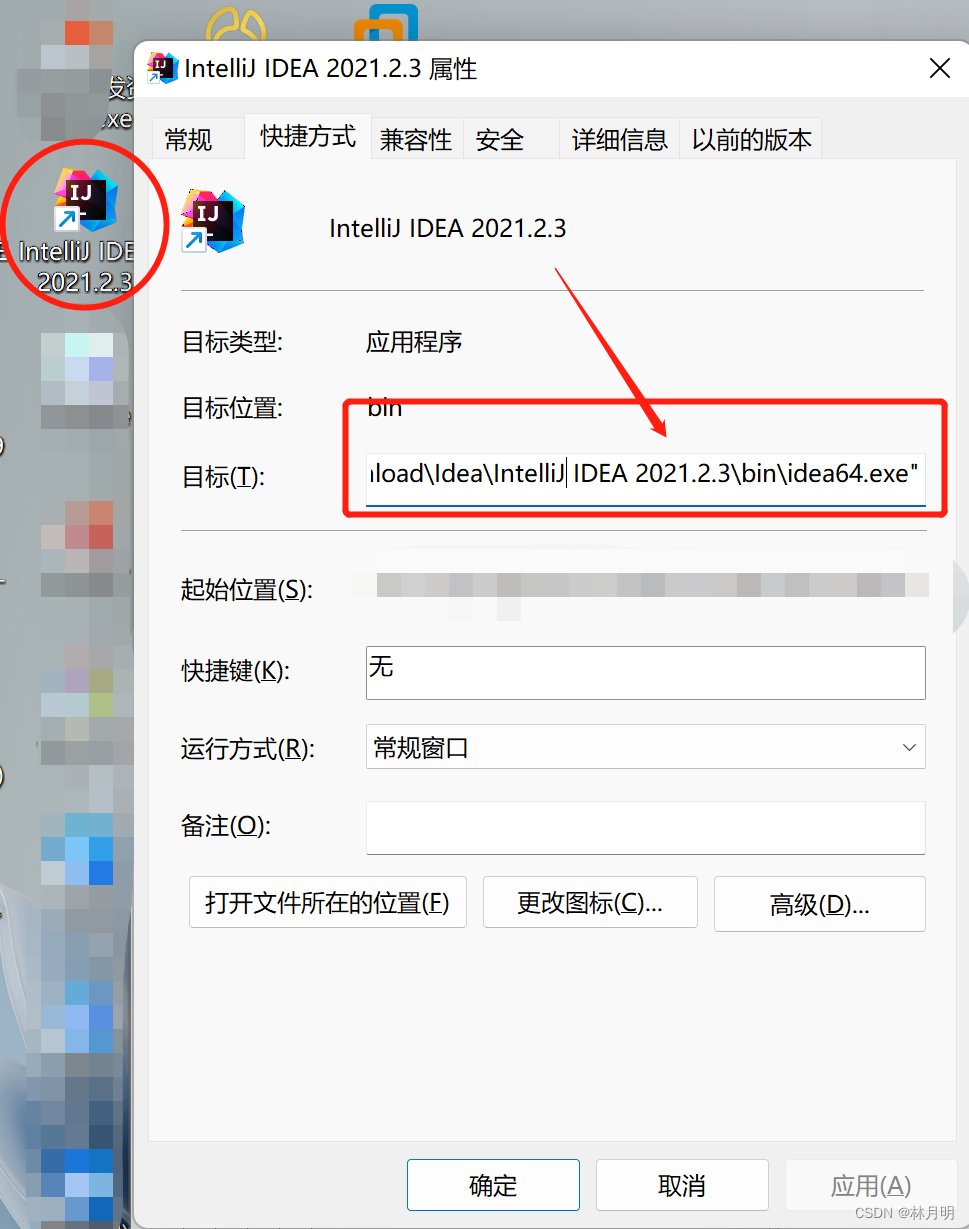 IntelliJ IDEA 2021.2.3 属性
.exe
常规 快捷方式 兼容性 安全 详细信息 以前的版本
IJ
IntelliJ IDE
2021.2.3
IJ
IntelliJ IDEA 2021.2.3
目标类型: 应用程序
目标位置: bin
目标(T): load\Idea\IntelliJ IDEA 2021.2.3\bin\idea64.exe"
起始位置(S):
快捷键(K): 无
运行方式(R): 常规窗口
备注(O):
打开文件所在的位置(F) 更改图标(C)... 高级(D)...
确定 取消 应用(A)
CSDN @林月明